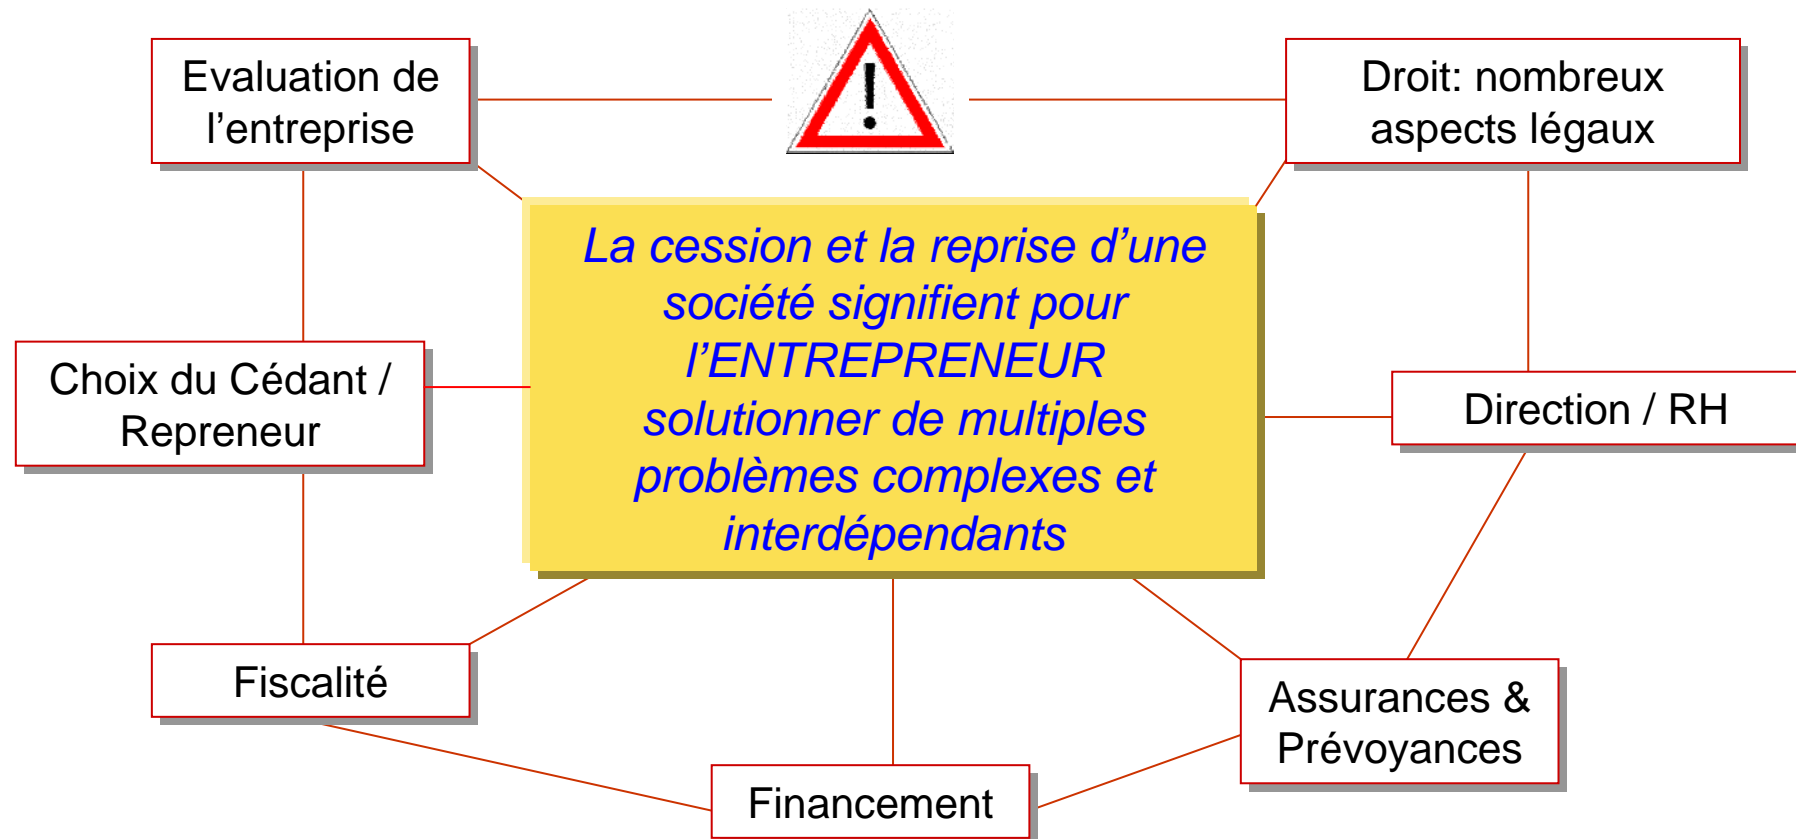 Evaluation de
l’entreprise
!
Droit: nombreux
aspects légaux
La cession et la reprise d’une
société signifient pour
l’ENTREPRENEUR
solutionner de multiples
problèmes complexes et
interdépendants
Choix du Cédant /
Repreneur
Direction / RH
Fiscalité
Assurances &
Prévoyances
Financement